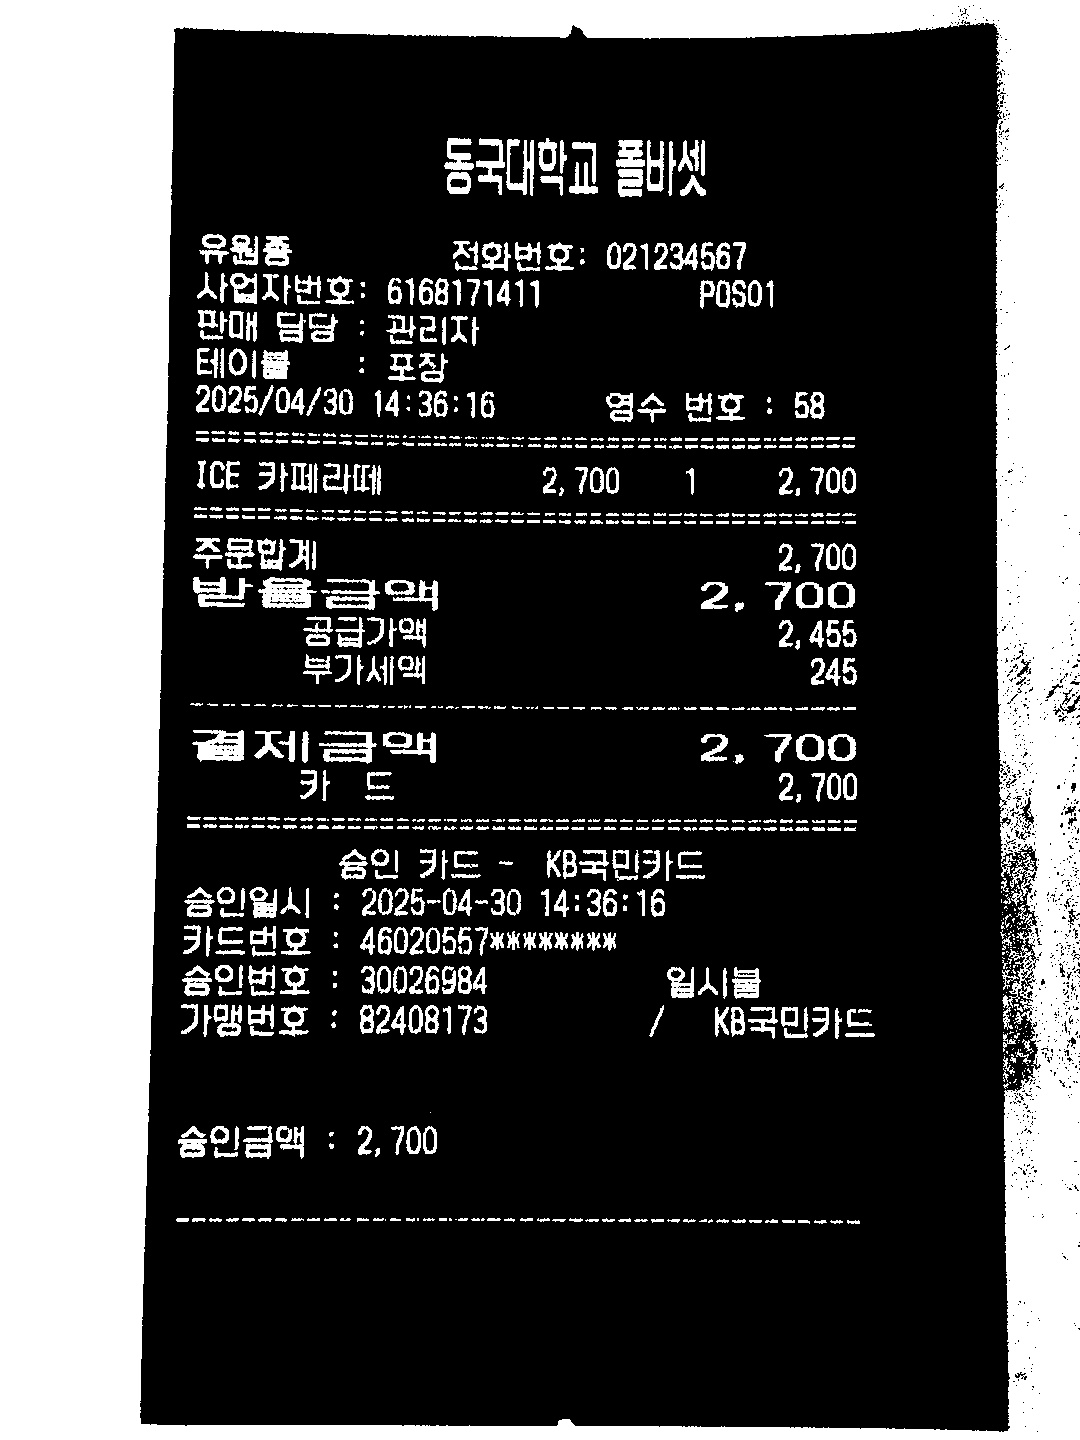 동국대학교 폴바셋
유원종 전화번호: 021234567
사업자번호: 6168171411 POS01
판매 담당 : 관리자
테이블 : 포장
2025/04/30 14:36:16 영수 번호 : 58
==========================================
ICE 카페라떼 2,700 1 2,700
==========================================
주문합계 2,700
받을금액 2,700
공급가액 2,455
부가세액 245
------------------------------------------
결제금액 2,700
카 드 2,700
==========================================
승인 카드 - KB국민카드
승인일시 : 2025-04-30 14:36:16
카드번호 : 46020557********
승인번호 : 30026984 일시불
가맹번호 : 82408173 / KB국민카드
승인금액 : 2,700
------------------------------------------